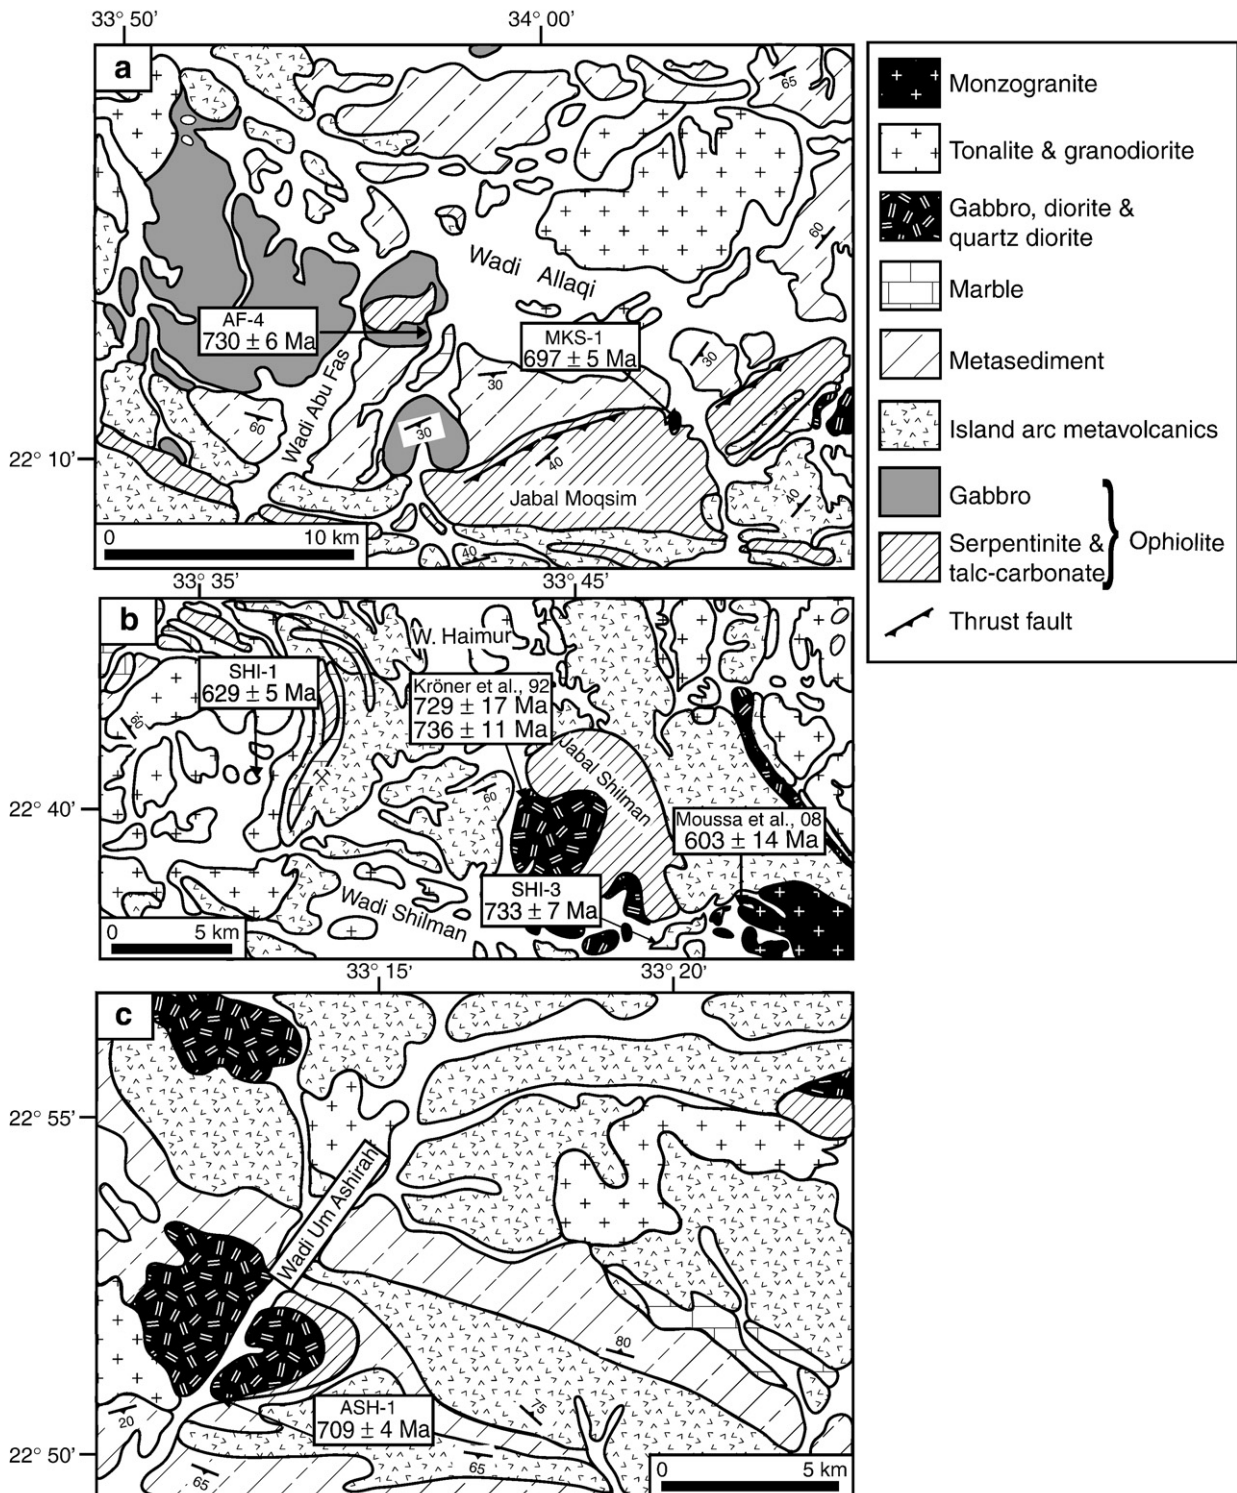 33° 50'
34° 00'
a
65
60
Wadi Allaqi
AF-4
730 ± 6 Ma
MKS-1
697 ± 5 Ma
30
30
Wadi Abu Fas
60
30
40
40
22° 10'
Jabal Moqsim
0 10 km
40
33° 35'
33° 45'
b
W. Haimur
SHI-1
629 ± 5 Ma
Kröner et al., 92
729 ± 17 Ma
736 ± 11 Ma
60
Jabal Shilman
60
22° 40'
Moussa et al., 08
603 ± 14 Ma
SHI-3
733 ± 7 Ma
Wadi Shilman
0 5 km
33° 15'
33° 20'
c
22° 55'
Wadi Um Ashirah
80
ASH-1
709 ± 4 Ma
20
75
22° 50'
65
65
0 5 km
Monzogranite
Tonalite & granodiorite
Gabbro, diorite &
quartz diorite
Marble
Metasediment
Island arc metavolcanics
Gabbro
Serpentinite &
talc-carbonate
Ophiolite
Thrust fault